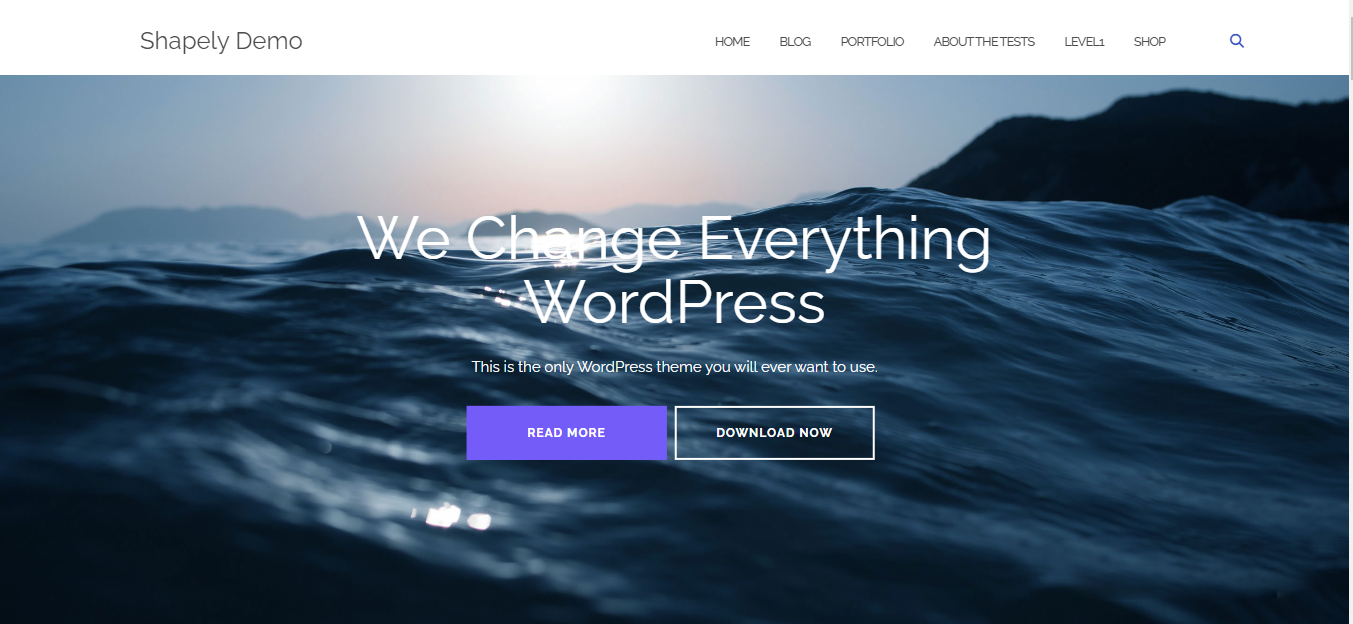 Shapely Demo
HOME BLOG PORTFOLIO ABOUT THE TESTS LEVEL1 SHOP
We Change Everything
WordPress
This is the only WordPress theme you will ever want to use.
READ MORE DOWNLOAD NOW